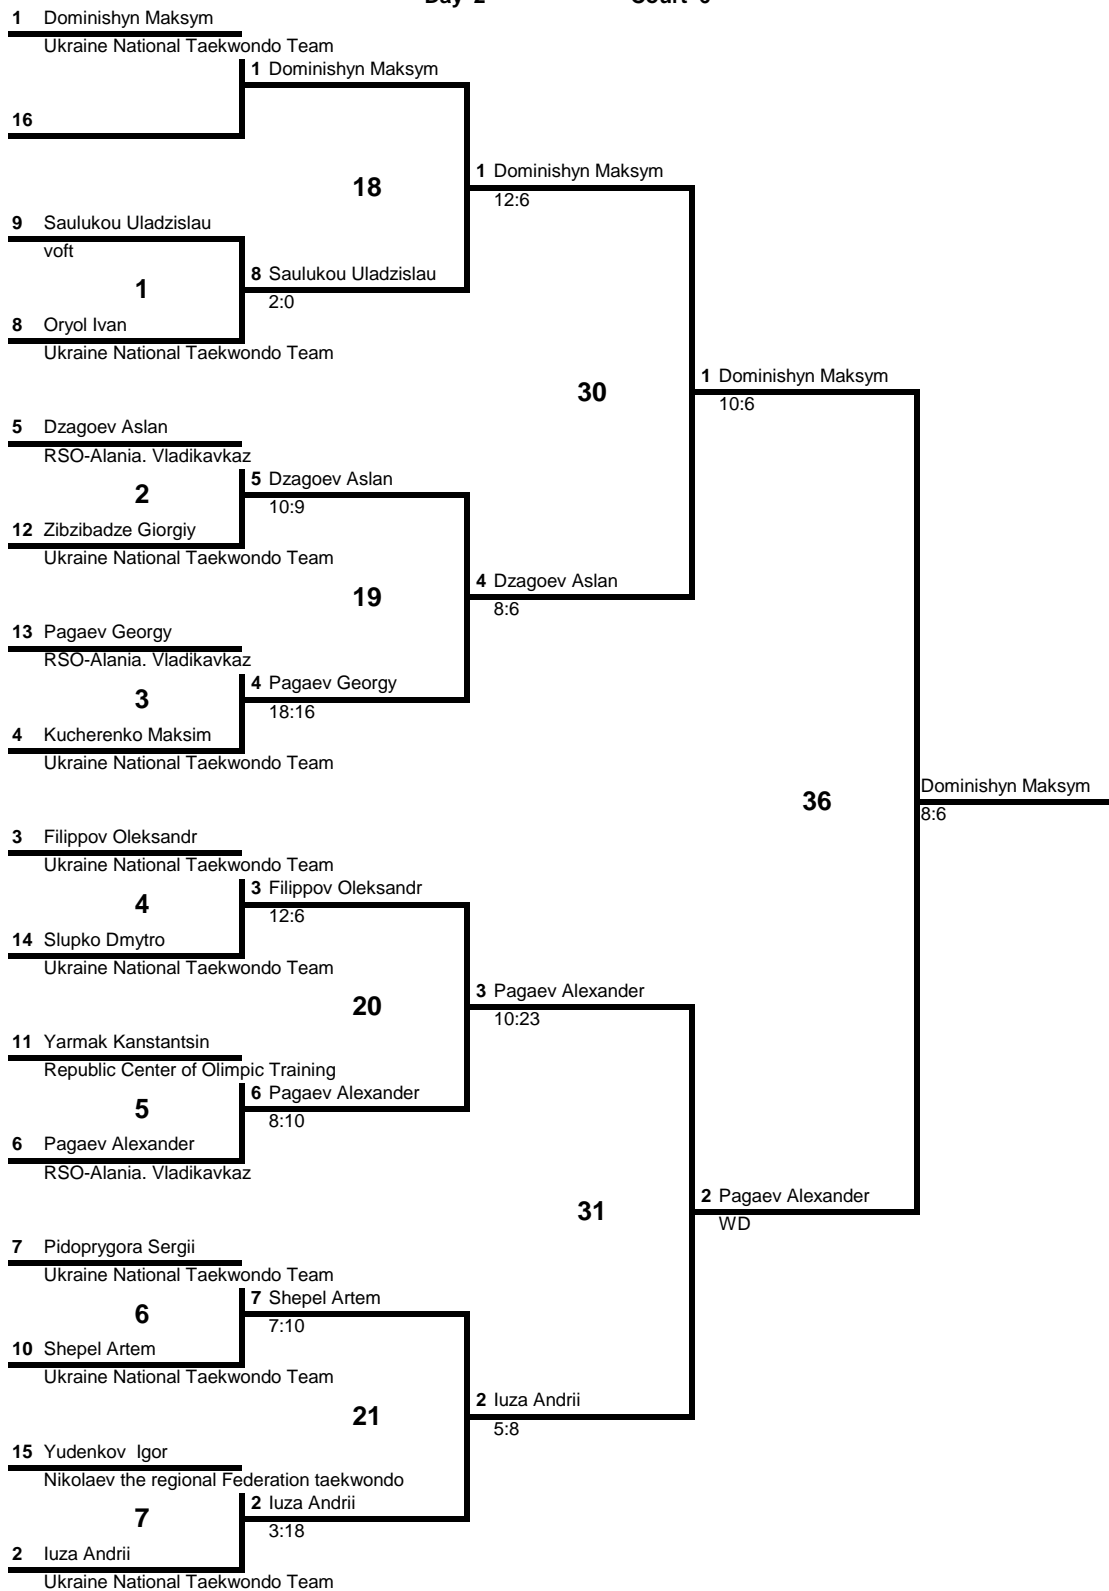 1 Dominishyn Maksym
Ukraine National Taekwondo Team
1 Dominishyn Maksym
16
18
1 Dominishyn Maksym
12:6
9 Saulukou Uladzislau
voft
1
8 Saulukou Uladzislau
2:0
8 Oryol Ivan
Ukraine National Taekwondo Team
30
1 Dominishyn Maksym
10:6
5 Dzagoev Aslan
RSO-Alania. Vladikavkaz
2
5 Dzagoev Aslan
10:9
12 Zibzibadze Giorgiy
Ukraine National Taekwondo Team
19
4 Dzagoev Aslan
8:6
13 Pagaev Georgy
RSO-Alania. Vladikavkaz
3
4 Pagaev Georgy
18:16
4 Kucherenko Maksim
Ukraine National Taekwondo Team
36
Dominishyn Maksym
8:6
3 Filippov Oleksandr
Ukraine National Taekwondo Team
4
3 Filippov Oleksandr
12:6
14 Slupko Dmytro
Ukraine National Taekwondo Team
20
3 Pagaev Alexander
10:23
11 Yarmak Kanstantsin
Republic Center of Olimpic Training
5
6 Pagaev Alexander
8:10
6 Pagaev Alexander
RSO-Alania. Vladikavkaz
31
2 Pagaev Alexander
WD
7 Pidoprygora Sergii
Ukraine National Taekwondo Team
6
7 Shepel Artem
7:10
10 Shepel Artem
Ukraine National Taekwondo Team
21
2 Iuza Andrii
5:8
15 Yudenkov Igor
Nikolaev the regional Federation taekwondo
7
2 Iuza Andrii
3:18
2 Iuza Andrii
Ukraine National Taekwondo Team